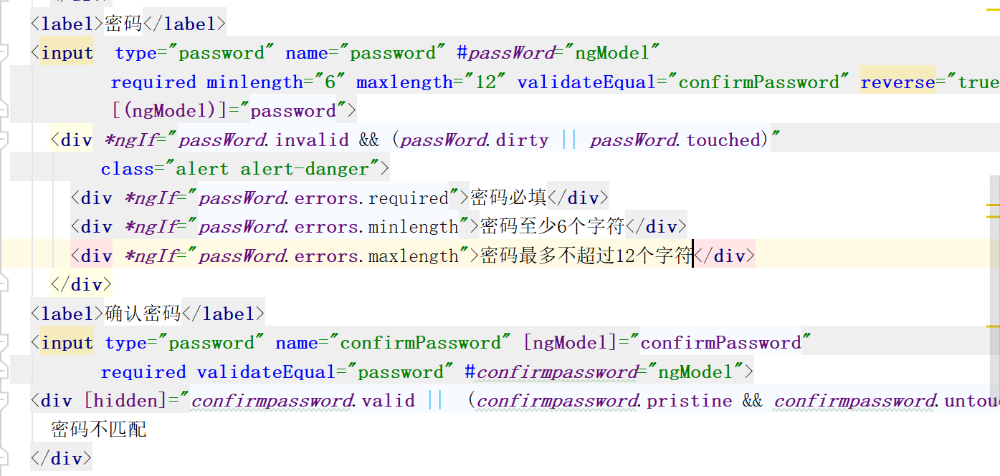 <label>密码</label>
<input type="password" name="password" #passWord="ngModel"
required minlength="6" maxlength="12" validateEqual="confirmPassword" reverse="true
[(ngModel)]="password">
<div *ngIf="passWord.invalid && (passWord.dirty || passWord.touched)"
class="alert alert-danger">
<div *ngIf="passWord.errors.required">密码必填</div>
<div *ngIf="passWord.errors.minlength">密码至少6个字符</div>
<div *ngIf="passWord.errors.maxlength">密码最多不超过12个字符</div>
</div>
<label>确认密码</label>
<input type="password" name="confirmPassword" [ngModel]="confirmPassword"
required validateEqual="password" #confirmpassword="ngModel">
<div [hidden]="confirmpassword.valid || (confirmpassword.pristine && confirmpassword.untou
密码不匹配
</div>